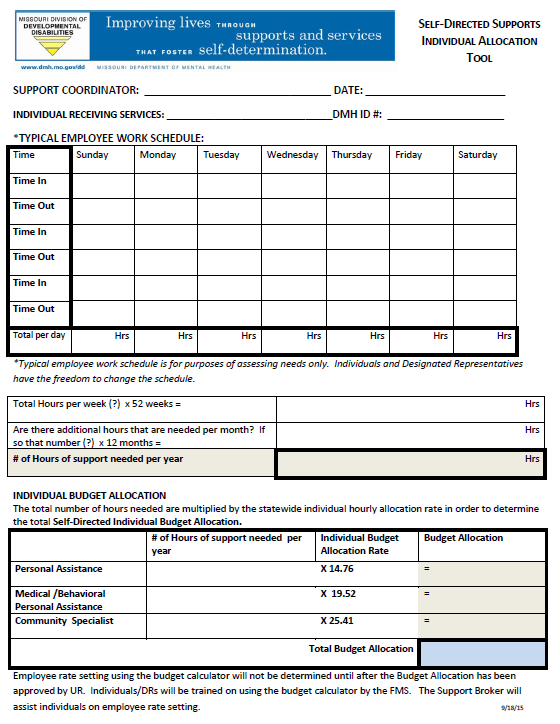 MISSOURI DIVISION OF
DEVELOPMENTAL
DISABILITIES
www.dmh.mo.gov/dd
Improving lives THROUGH
supports and services
THAT FOSTER self-determination.
MISSOURI DEPARTMENT OF MENTAL HEALTH
SELF-DIRECTED SUPPORTS
INDIVIDUAL ALLOCATION
TOOL
SUPPORT COORDINATOR: DATE:
INDIVIDUAL RECEIVING SERVICES: DMH ID #:
*TYPICAL EMPLOYEE WORK SCHEDULE:
Time Sunday Monday Tuesday Wednesday Thursday Friday Saturday
Time In
Time Out
Time In
Time Out
Time In
Time Out
Total per day Hrs Hrs Hrs Hrs Hrs Hrs Hrs
*Typical employee work schedule is for purposes of assessing needs only. Individuals and Designated Representatives
have the freedom to change the schedule.
Total Hours per week (?) x 52 weeks = Hrs
Are there additional hours that are needed per month? If
so that number (?) x 12 months = Hrs
# of Hours of support needed per year Hrs
INDIVIDUAL BUDGET ALLOCATION
The total number of hours needed are multiplied by the statewide individual hourly allocation rate in order to determine
the total Self-Directed Individual Budget Allocation.
# of Hours of support needed per
year
Individual Budget
Allocation Rate
Budget Allocation
Personal Assistance X 14.76 =
Medical /Behavioral
Personal Assistance
X 19.52 =
Community Specialist X 25.41 =
Total Budget Allocation
Employee rate setting using the budget calculator will not be determined until after the Budget Allocation has been
approved by UR. Individuals/DRs will be trained on using the budget calculator by the FMS. The Support Broker will
assist individuals on employee rate setting.
9/18/15